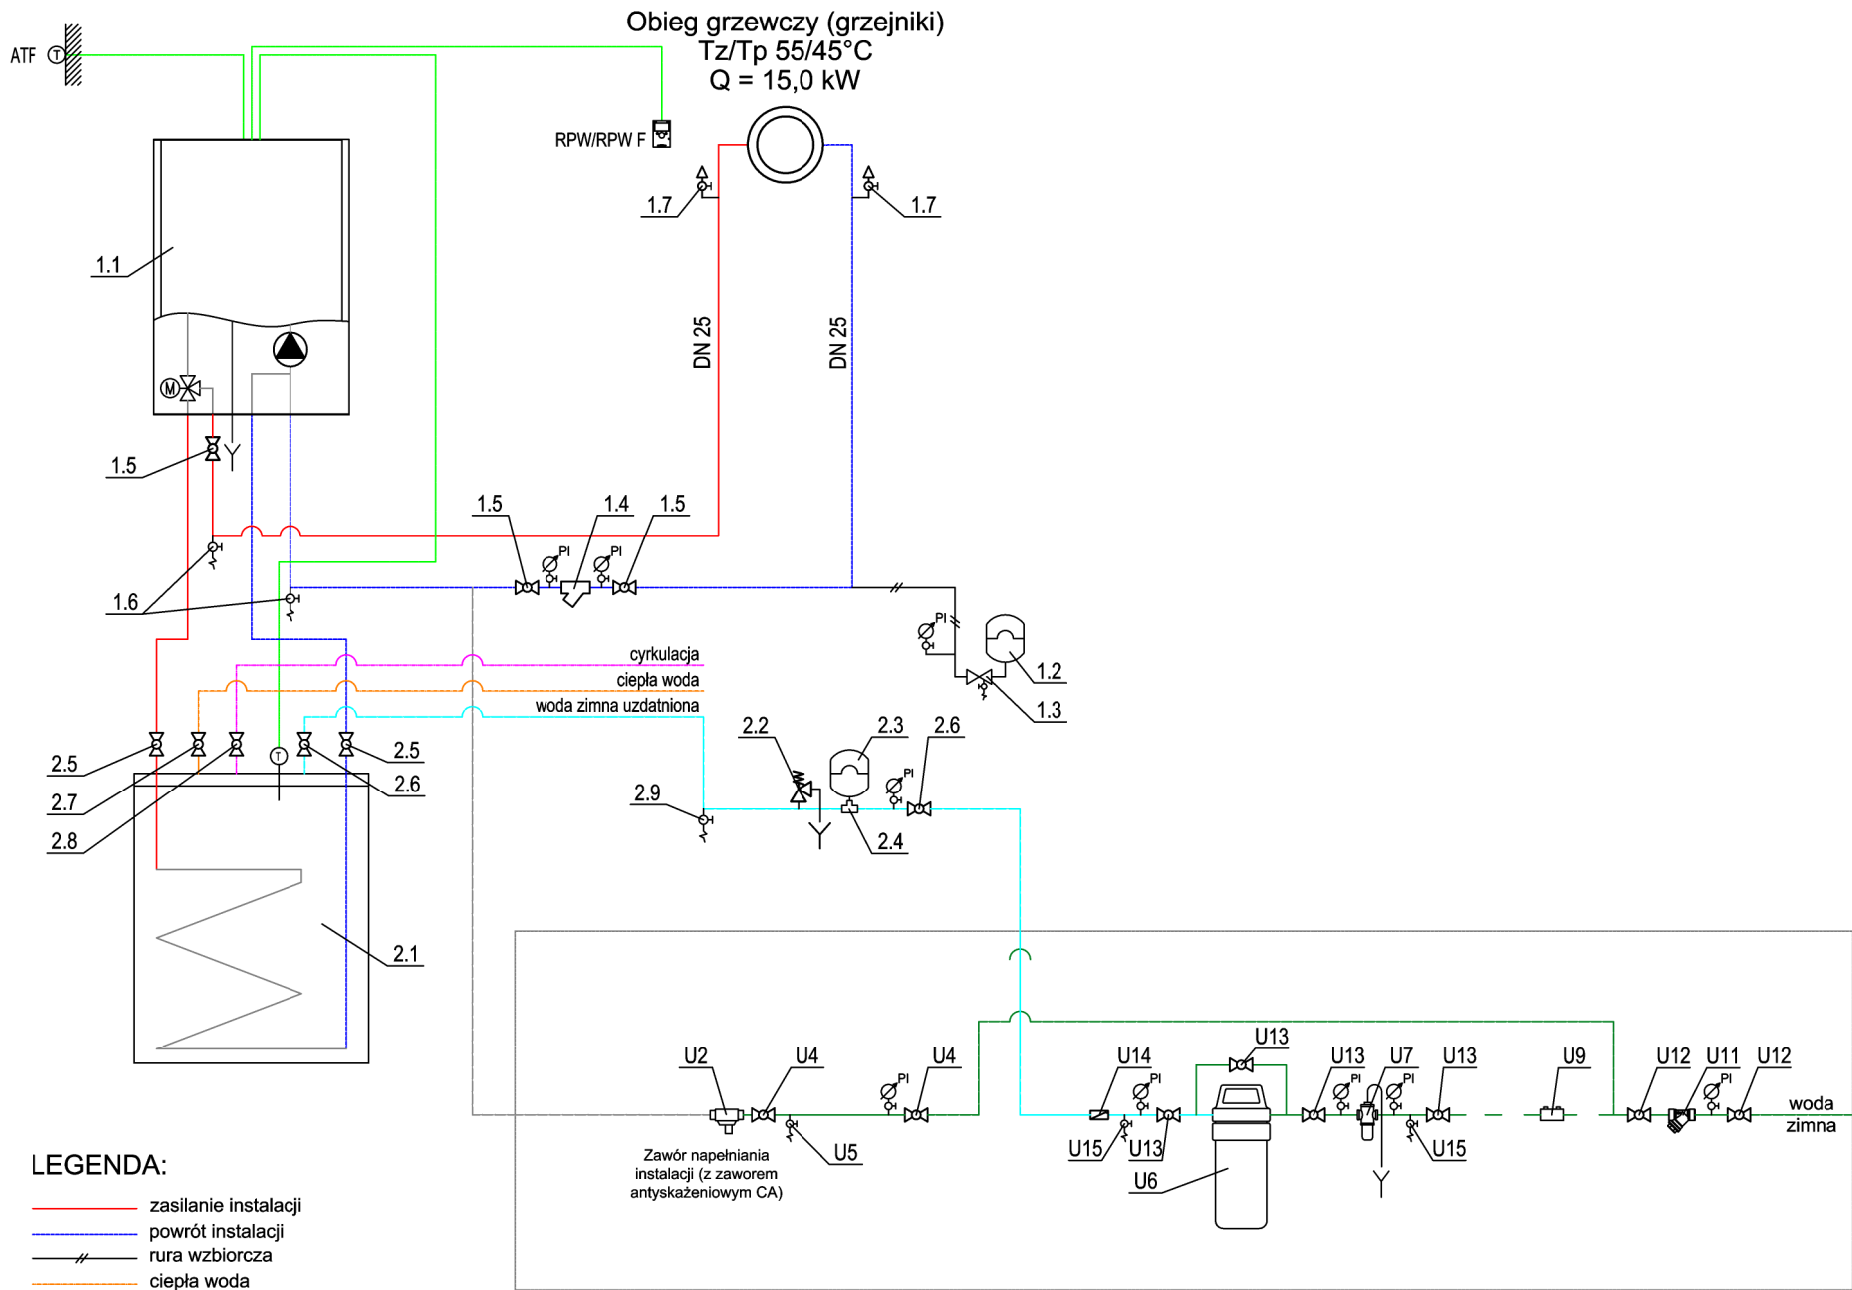 Obieg grzewczy (grzejniki)
Tz/Tp 55/45°C
Q = 15,0 kW
ATF
T
RPW/RPW F
1.7
1.7
1.1
DN 25
DN 25
M
1.5
1.5
1.4
1.5
PI
PI
1.6
PI
1.2
1.3
cyrkulacja
ciepła woda
woda zimna uzdatniona
2.2
2.3
2.6
PI
2.5
T
2.5
2.7
2.6
2.8
2.9
2.4
2.1
U2
U4
PI
U4
U14
PI
U13
U13
PI
U7
PI
U13
U9
U12
U11
PI
U12
woda
zimna
U5
U15
U13
U15
U6
Zawór napełniania
instalacji (z zaworem
antyskażeniowym CA)
LEGENDA:
zasilanie instalacji
powrót instalacji
rura wzbiorcza
ciepła woda